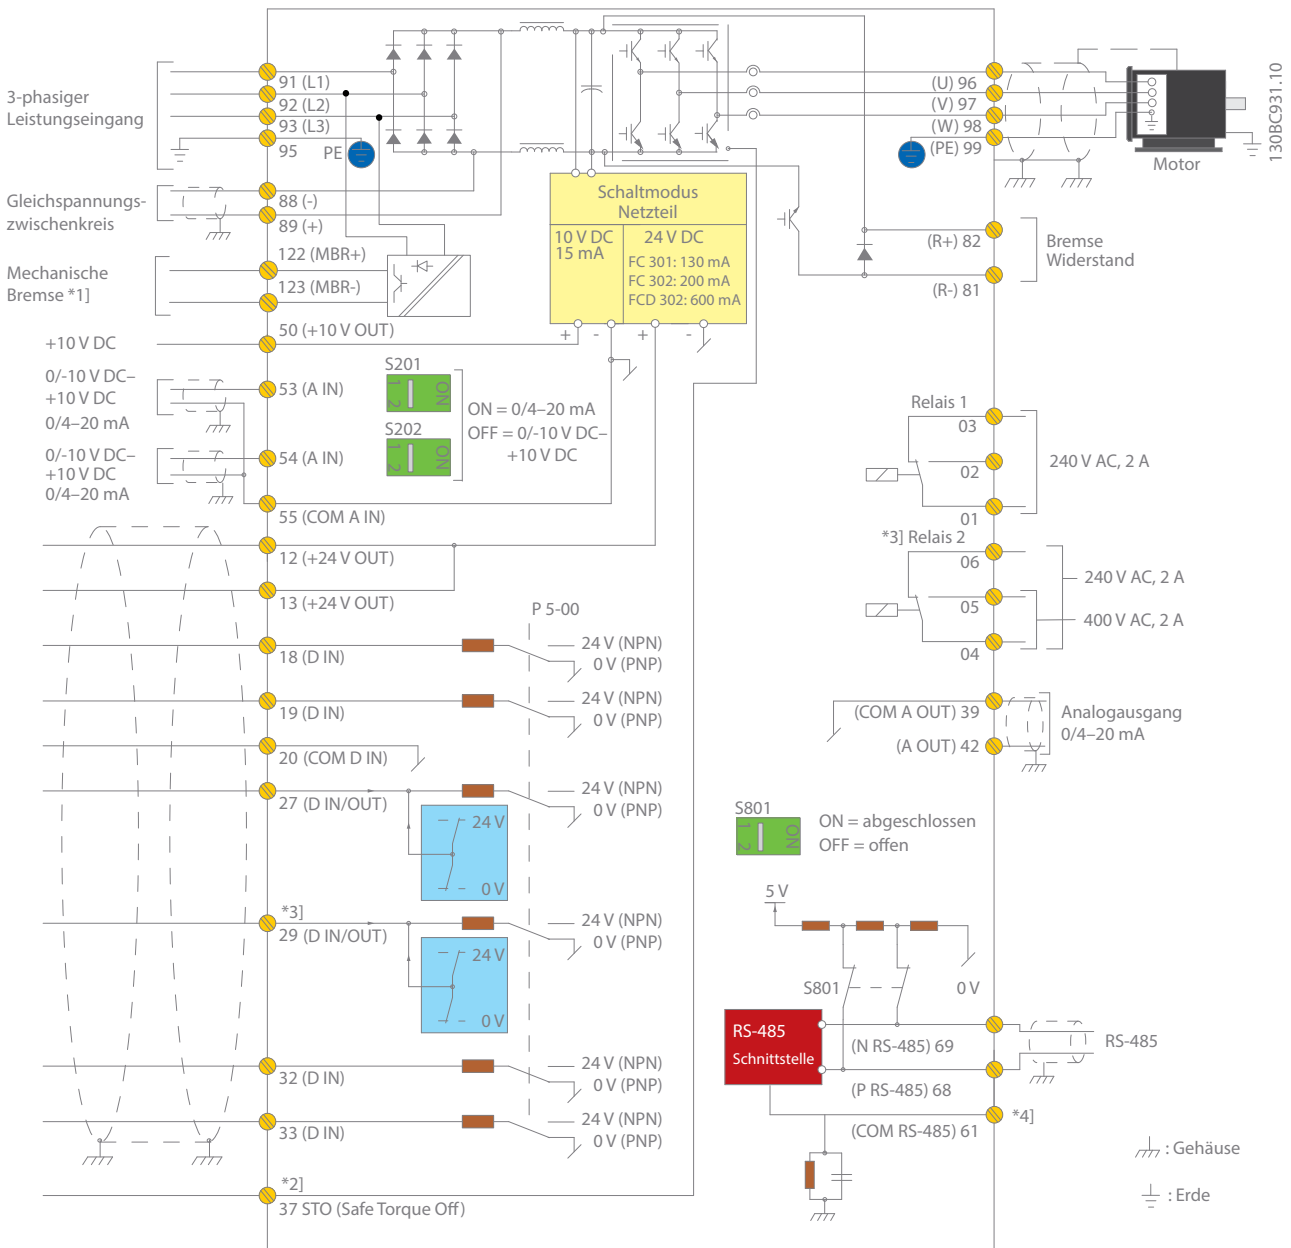 3-phasiger
Leistungseingang
91 (L1)
92 (L2)
93 (L3)
95
PE
Gleichspannungs-
zwischenkreis
88 (-)
89 (+)
Mechanische
Bremse *1]
122 (MBR+)
123 (MBR-)
50 (+10 V OUT)
+10 V DC
0/-10 V DC–
+10 V DC
0/4–20 mA
53 (A IN)
0/-10 V DC–
+10 V DC
0/4–20 mA
54 (A IN)
55 (COM A IN)
12 (+24 V OUT)
13 (+24 V OUT)
18 (D IN)
19 (D IN)
20 (COM D IN)
27 (D IN/OUT)
*3]
29 (D IN/OUT)
32 (D IN)
33 (D IN)
*2]
37 STO (Safe Torque Off)
Schaltmodus
Netzteil
10 V DC
15 mA
24 V DC
FC 301: 130 mA
FC 302: 200 mA
FCD 302: 600 mA
+ - + -
S201
1 2 ON
S202
1 2 ON
ON = 0/4–20 mA
OFF = 0/-10 V DC–
+10 V DC
P 5-00
24 V (NPN)
0 V (PNP)
24 V (NPN)
0 V (PNP)
24 V (NPN)
0 V (PNP)
24 V
0 V
24 V (NPN)
0 V (PNP)
24 V
0 V
24 V (NPN)
0 V (PNP)
24 V (NPN)
0 V (PNP)
(U) 96
(V) 97
(W) 98
(PE) 99
Motor
130BC931.10
(R+) 82
(R-) 81
Bremse
Widerstand
Relais 1
03
02
01
240 V AC, 2 A
*3] Relais 2
06
05
04
240 V AC, 2 A
400 V AC, 2 A
(COM A OUT) 39
(A OUT) 42
Analogausgang
0/4–20 mA
S801
1 2 ON
ON = abgeschlossen
OFF = offen
5 V
S801
0 V
RS-485
Schnittstelle
(N RS-485) 69
(P RS-485) 68
(COM RS-485) 61
RS-485
*4]
: Gehäuse
: Erde